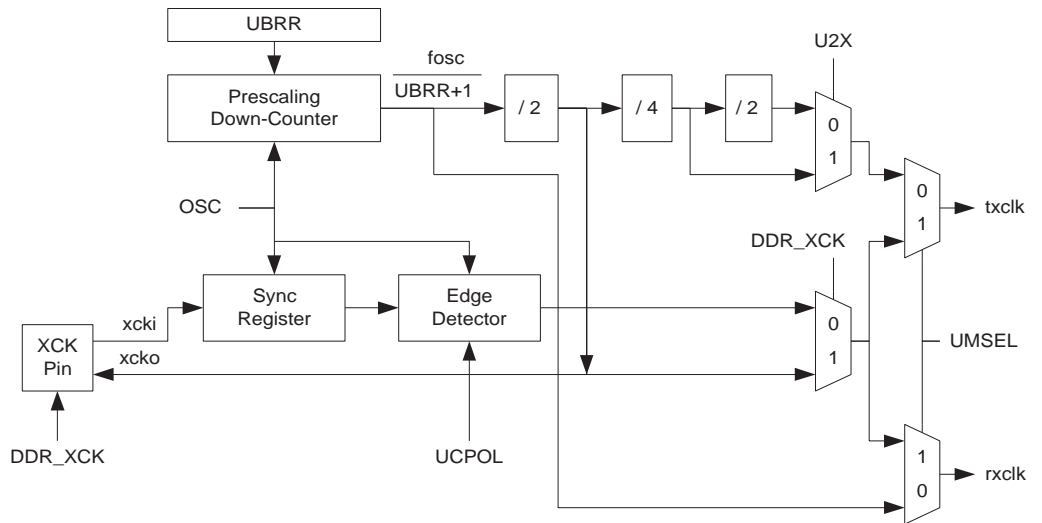 UBRR
U2X
fosc
UBRR+1
Prescaling
Down-Counter
/ 2
/ 4
/ 2
0
1
OSC
0
1
txclk
DDR_XCK
Sync
Register
Edge
Detector
0
1
UMSEL
xcki
XCK
Pin
xcko
DDR_XCK
UCPOL
1
0
rxclk